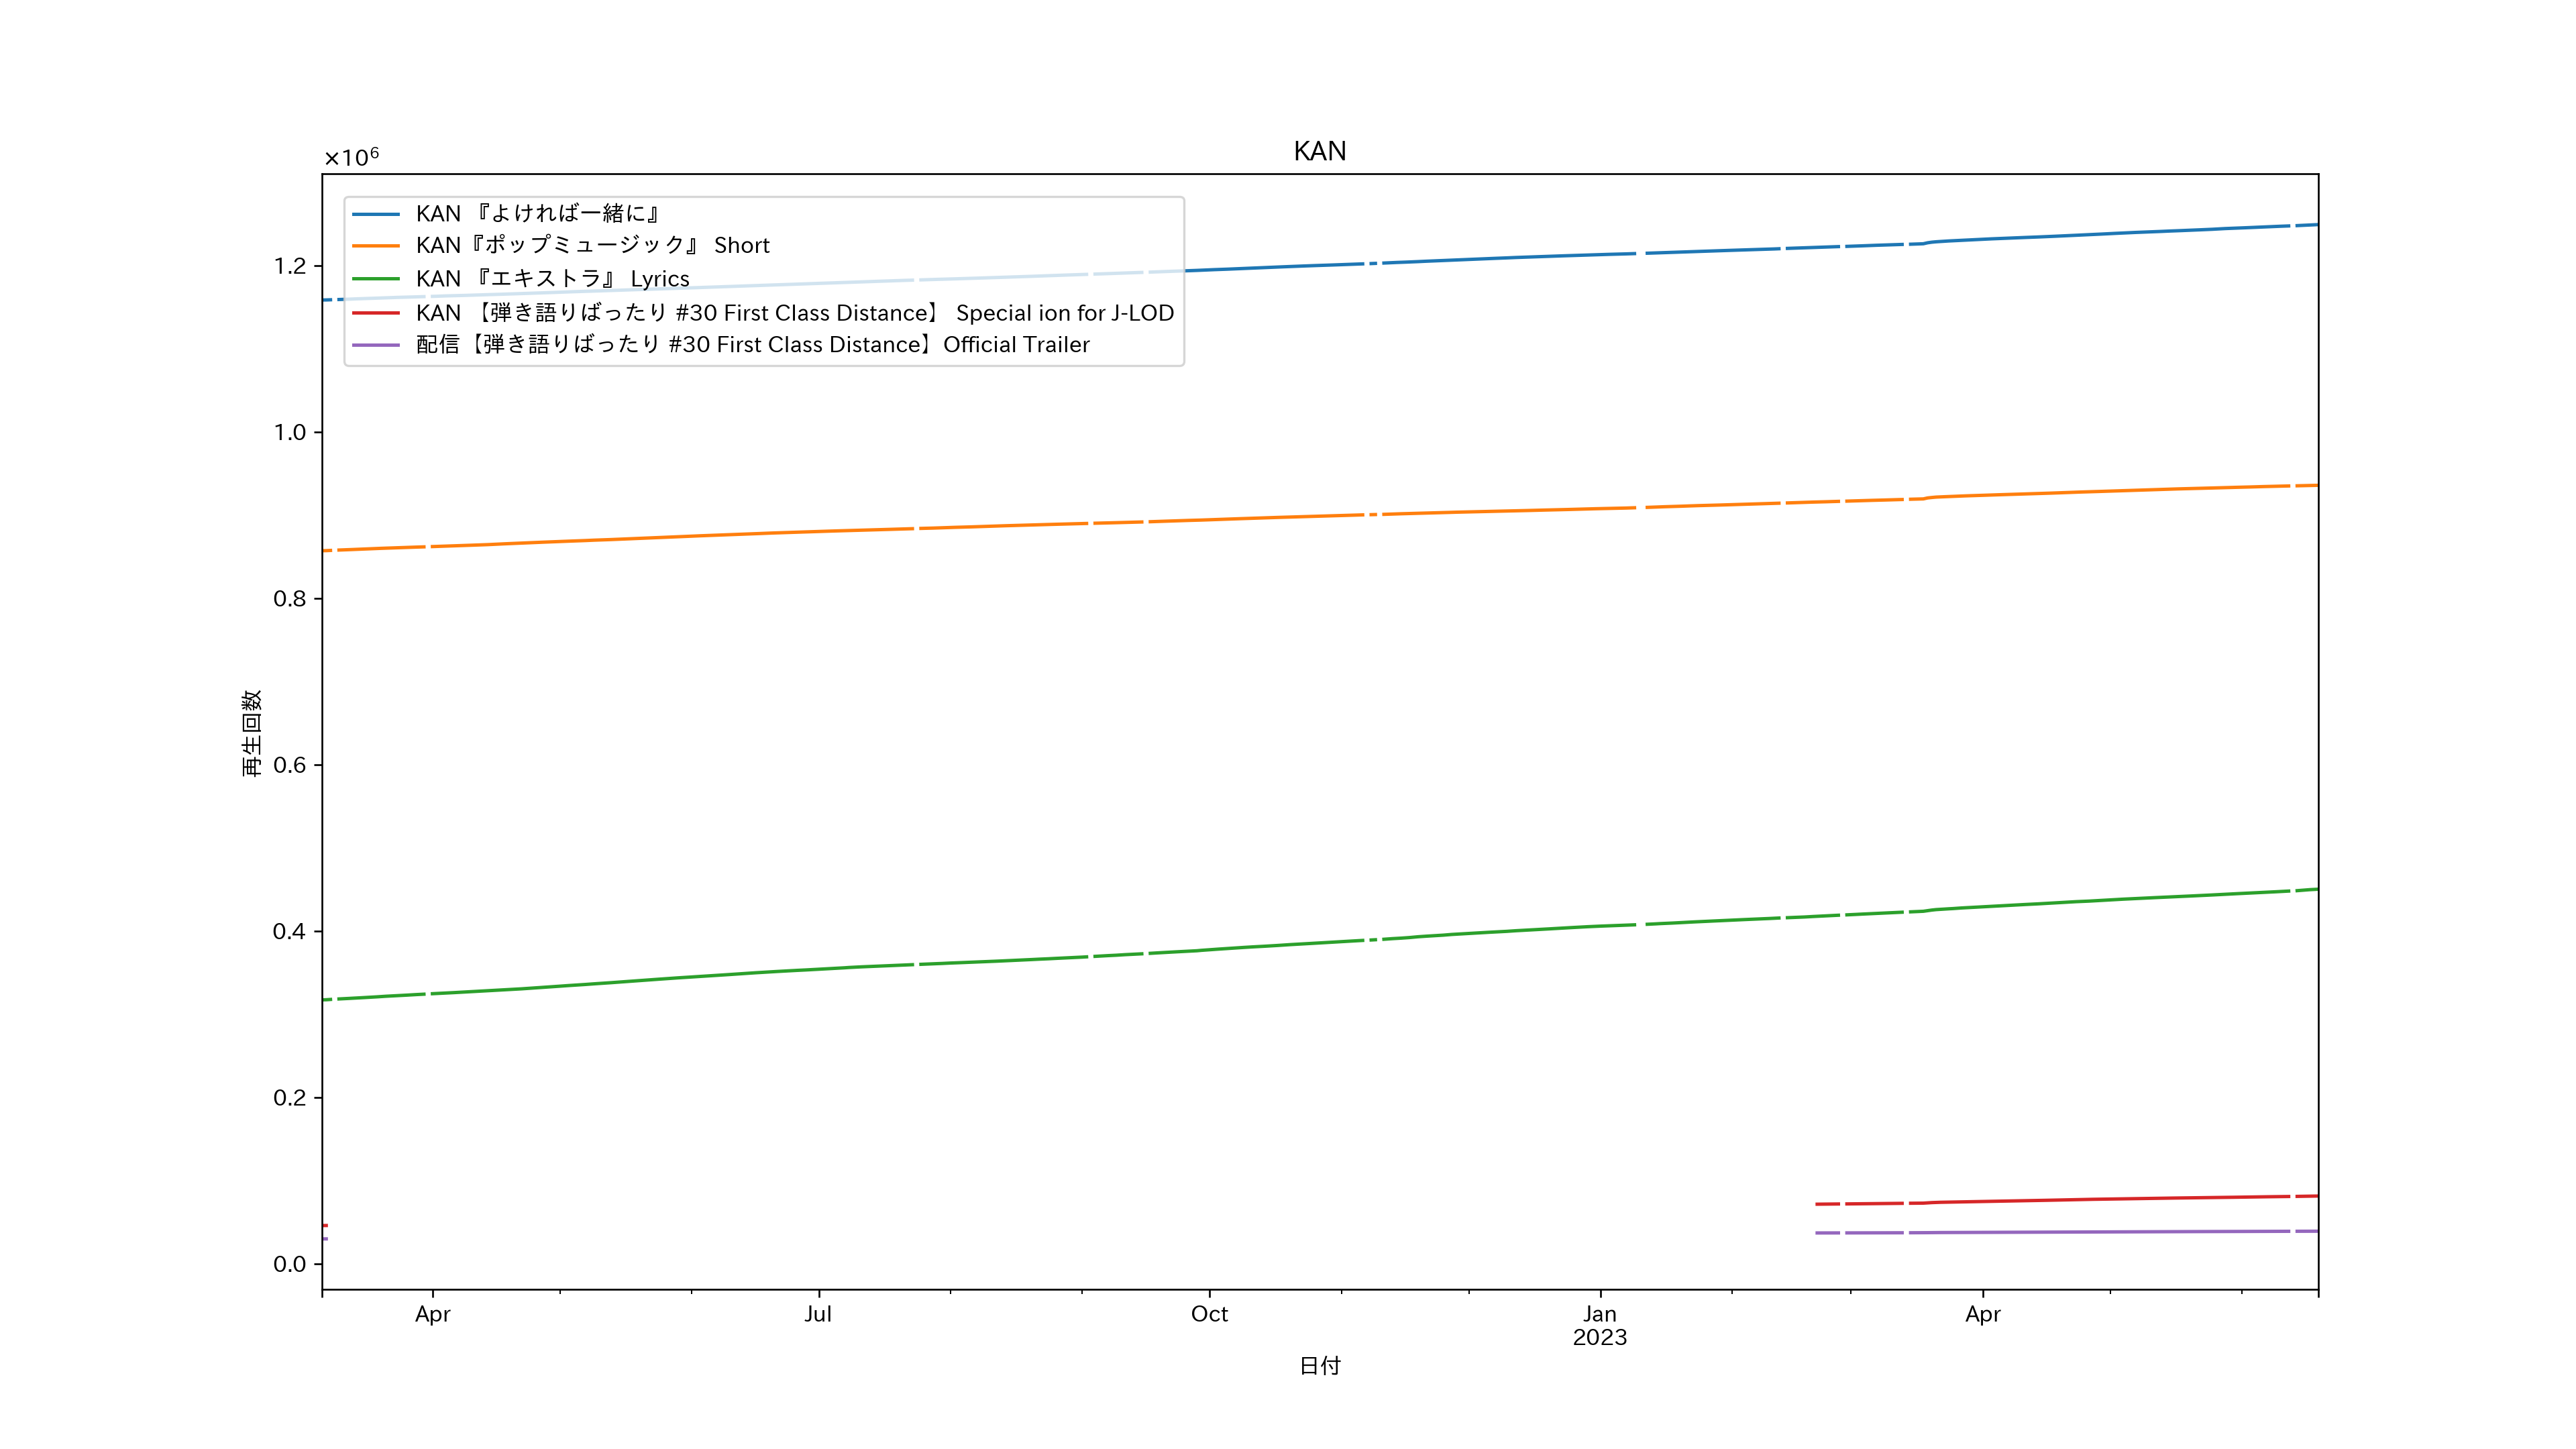 KAN
×10⁶
KAN 『よければ一緒に』
KAN『ポップミュージック』 Short
KAN 『エキストラ』 Lyrics
KAN 【弾き語りばったり #30 First Class Distance】 Special ion for J-LOD
配信【弾き語りばったり #30 First Class Distance】Official Trailer
1.2
1.0
0.8
0.6
0.4
0.2
0.0
再生回数
Apr
Jul
Oct
Jan
2023
Apr
日付